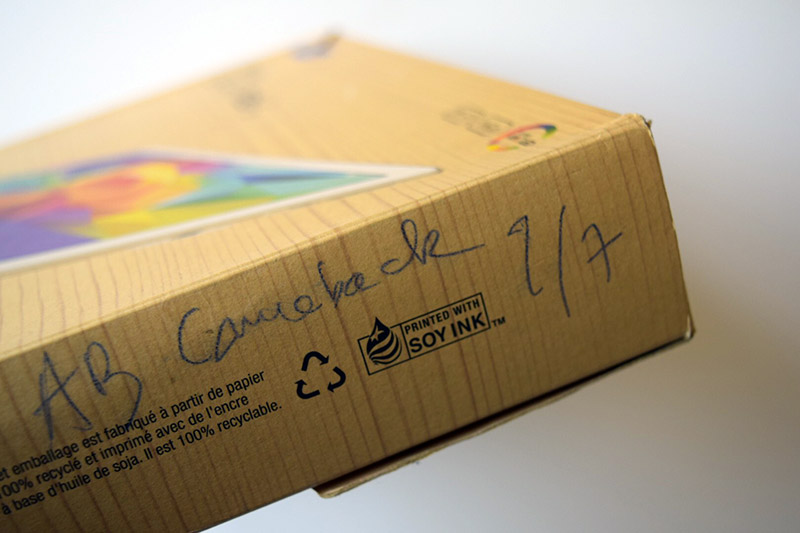 AB Comeback 9/7
PRINTED WITH
SOY INK™
et emballage est fabriqué à partir de papier
100% recyclé et imprimé avec de l'encre
à base d'huile de soja. Il est 100% recyclable.